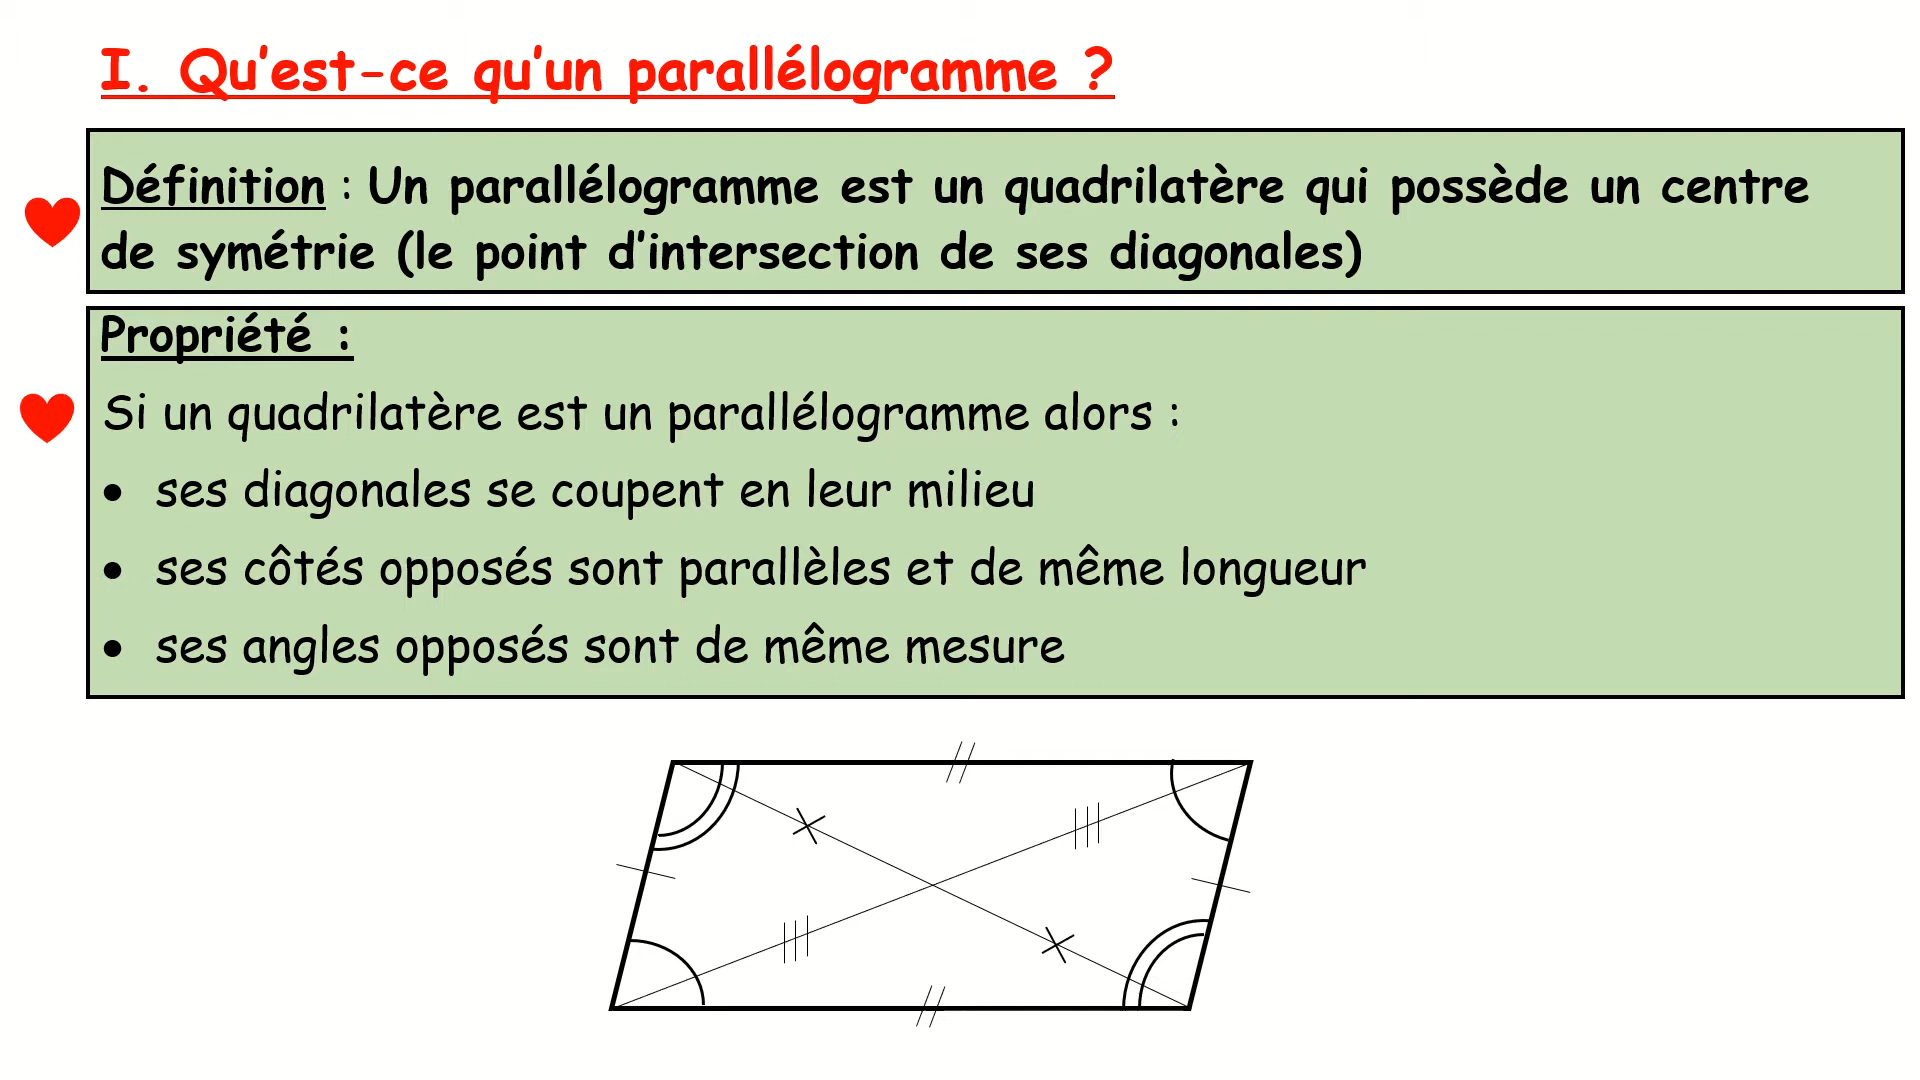 I. Qu'est-ce qu'un parallélogramme ?
Définition : Un parallélogramme est un quadrilatère qui possède un centre
de symétrie (le point d'intersection de ses diagonales)
Propriété :
Si un quadrilatère est un parallélogramme alors :
• ses diagonales se coupent en leur milieu
• ses côtés opposés sont parallèles et de même longueur
• ses angles opposés sont de même mesure